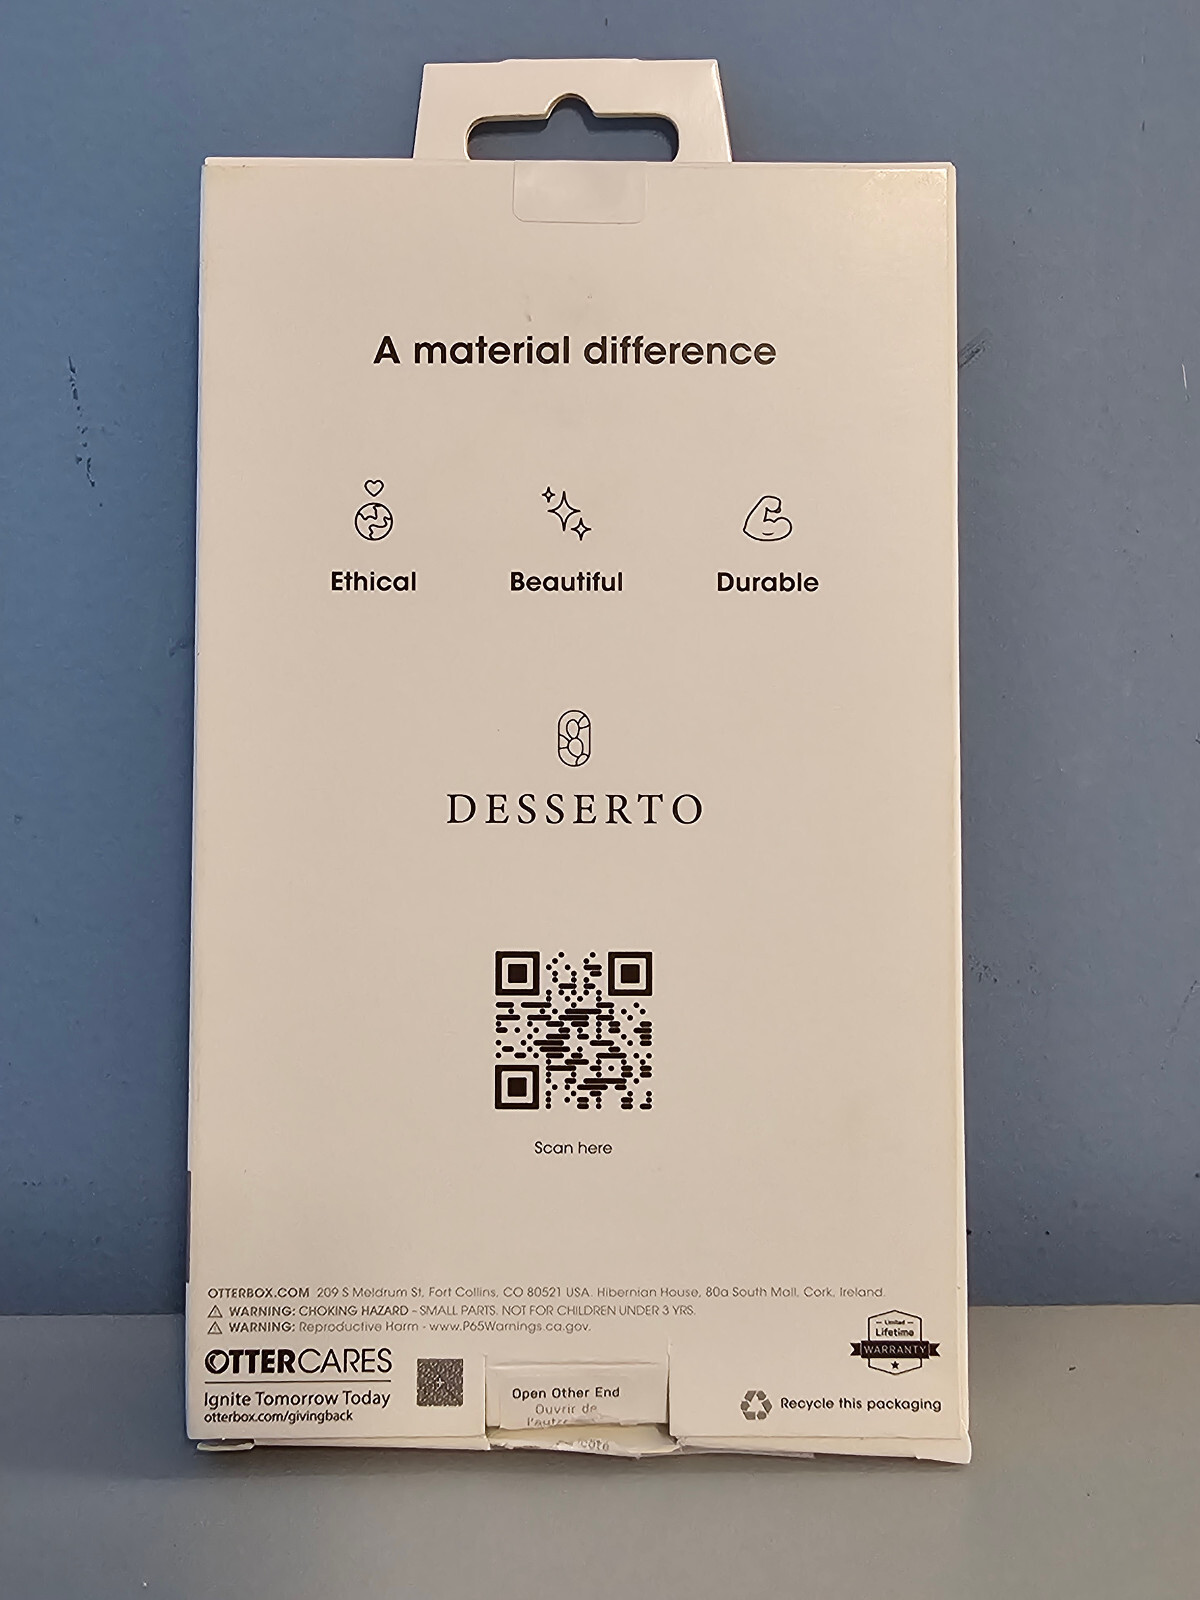 A material difference
Ethical
Beautiful
Durable
DESSERTO
Scan here
OTTERBOX.COM 209 S Meldrum St, Fort Collins, CO 80521 USA. Hibernian House, 80a South Mall, Cork, Ireland.
WARNING: CHOKING HAZARD - SMALL PARTS. NOT FOR CHILDREN UNDER 3 YRS.
WARNING: Reproductive Harm - www.P65Warnings.ca.gov.
OTTERCARES
Ignite Tomorrow Today
otterbox.com/givingback
Open Other End
Ouvrir de
Limited
Lifetime
WARRANTY
Recycle this packaging